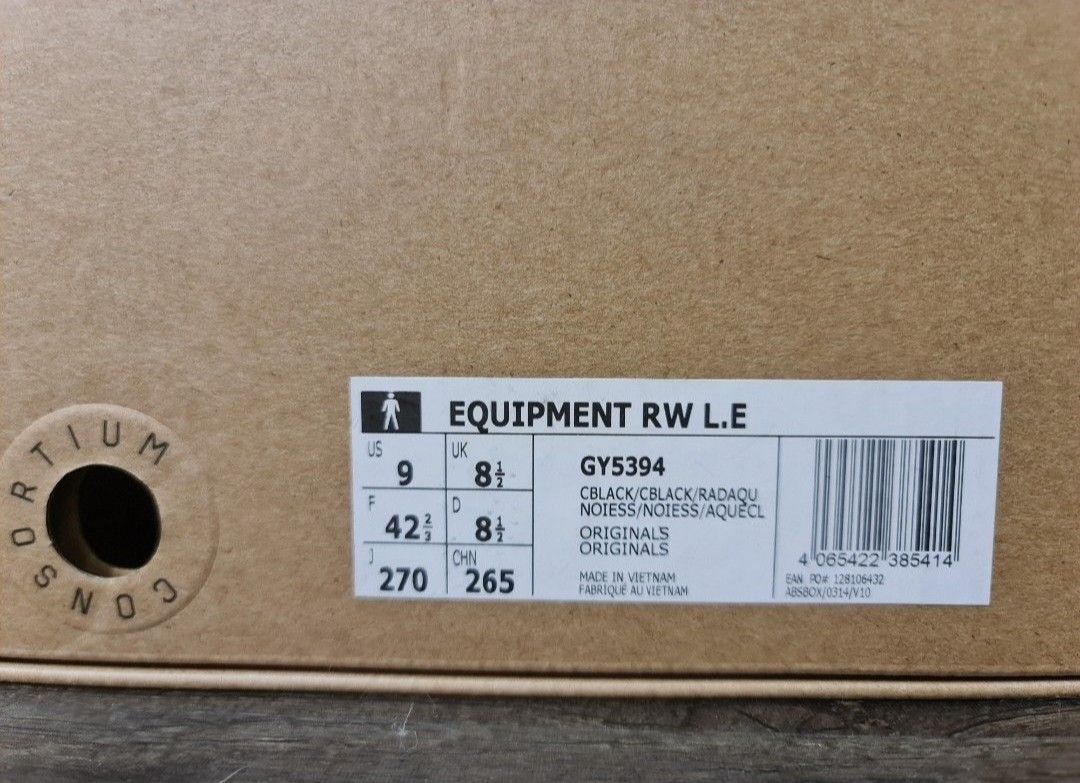 CONSORTIUM
EQUIPMENT RW L.E
US 9
UK 8½
F 42⅔
D 8½
J 270
CHN 265
GY5394
CBLACK/CBLACK/RADAQU
NOIESS/NOIESS/AQUECL
ORIGINALS
ORIGINALS
MADE IN VIETNAM
FABRIQUÉ AU VIETNAM
4 065422 385414
EAN PO# 128106432
ABSBOX/0314/V10